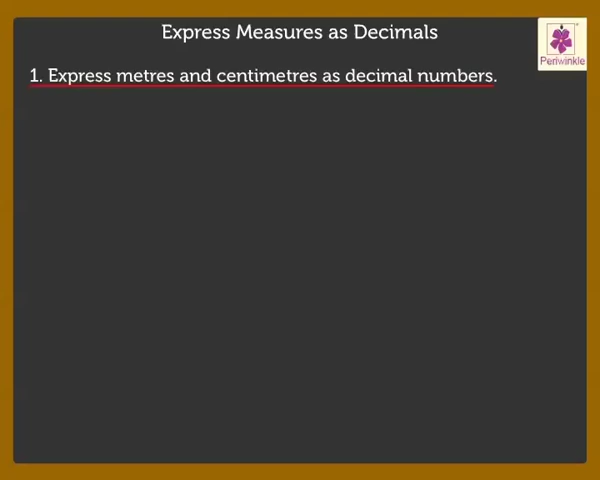 Express Measures as Decimals
Periwinkle
1. Express metres and centimetres as decimal numbers.